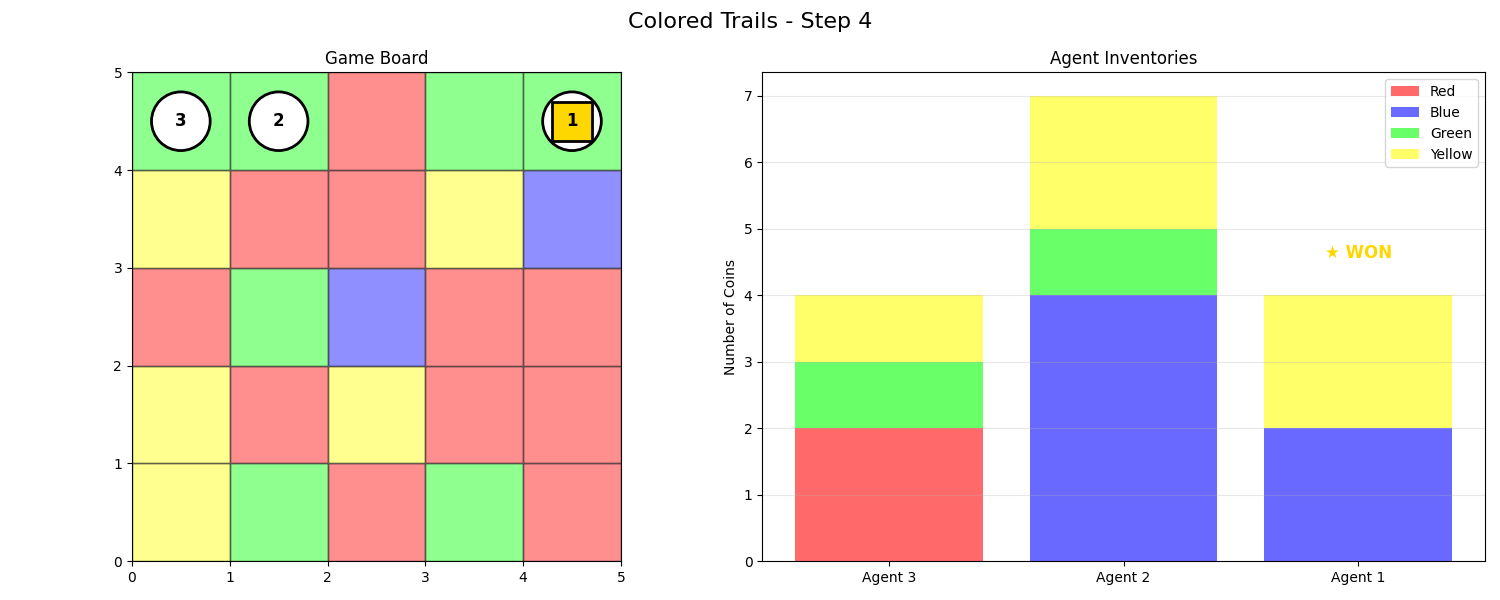 Colored Trails - Step 4
Game Board
5
4
3
2
1
0
0 1 2 3 4 5
3 2 1
Agent Inventories
Number of Coins
7
6
5
4
3
2
1
0
Agent 3 Agent 2 Agent 1
★ WON
Red
Blue
Green
Yellow